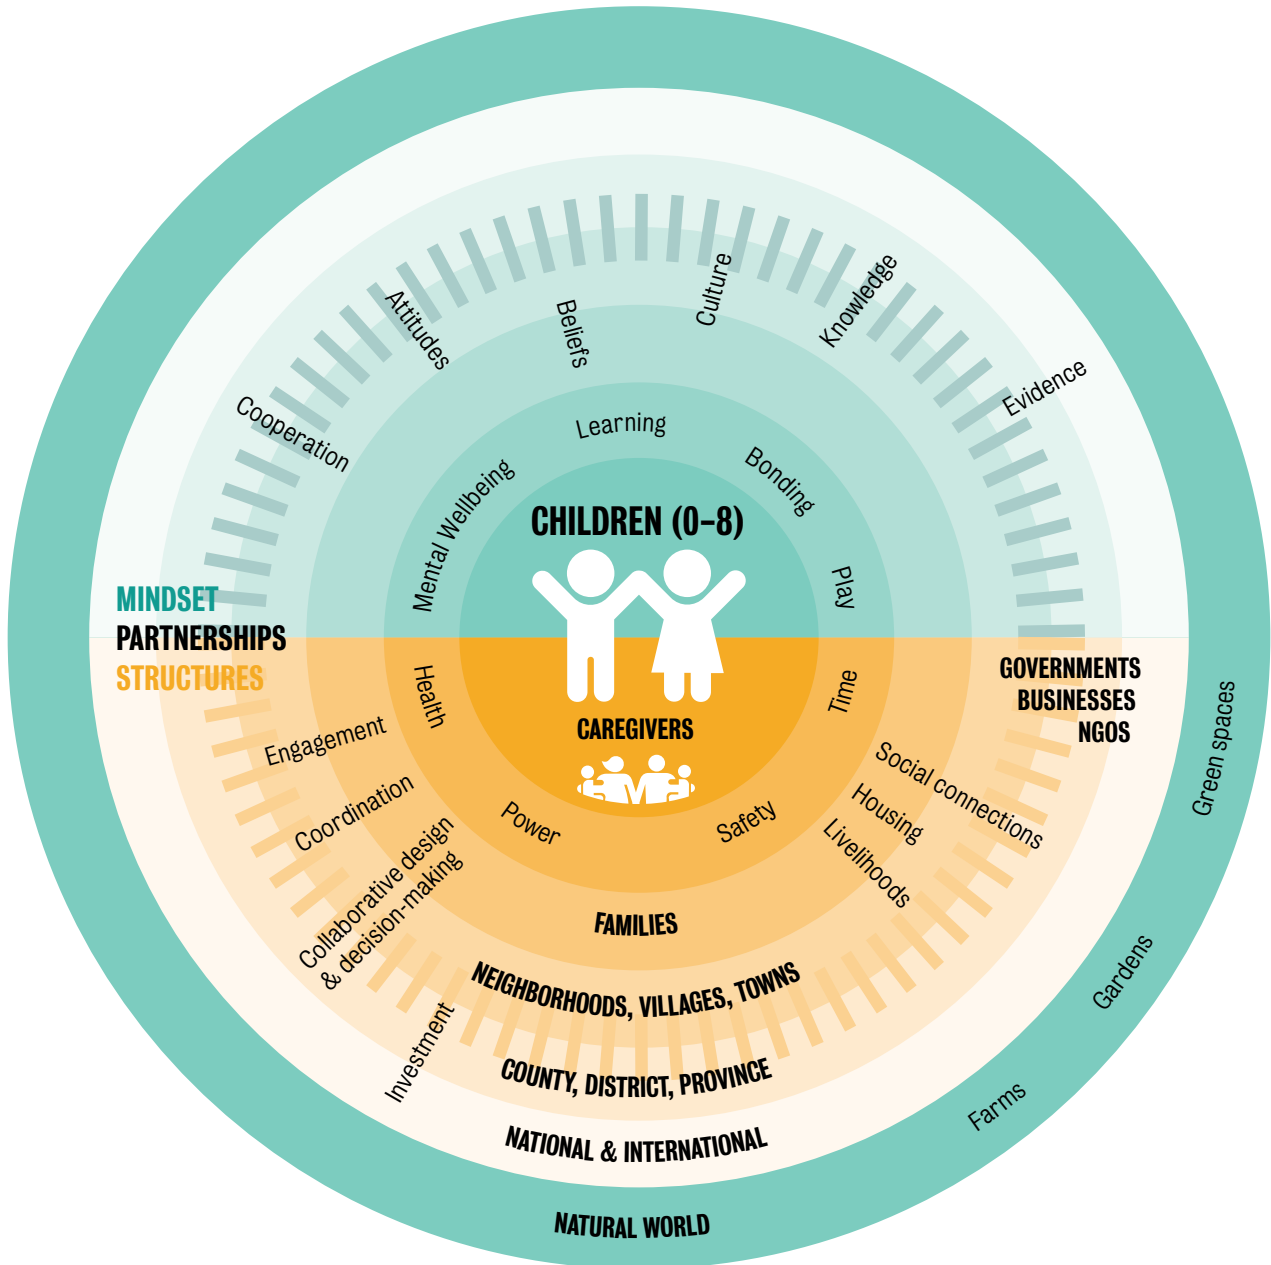 Culture
Knowledge
Attitudes
Beliefs
Evidence
Cooperation
Learning
Bonding
Mental Wellbeing
Play
CHILDREN (0–8)
MINDSET
PARTNERSHIPS
STRUCTURES
GOVERNMENTS
BUSINESSES
NGOS
Health
Time
CAREGIVERS
Engagement
Coordination
Collaborative design
& decision-making
Investment
Power
Safety
Social connections
Housing
Livelihoods
Green spaces
Gardens
Farms
FAMILIES
NEIGHBORHOODS, VILLAGES, TOWNS
COUNTY, DISTRICT, PROVINCE
NATIONAL & INTERNATIONAL
NATURAL WORLD